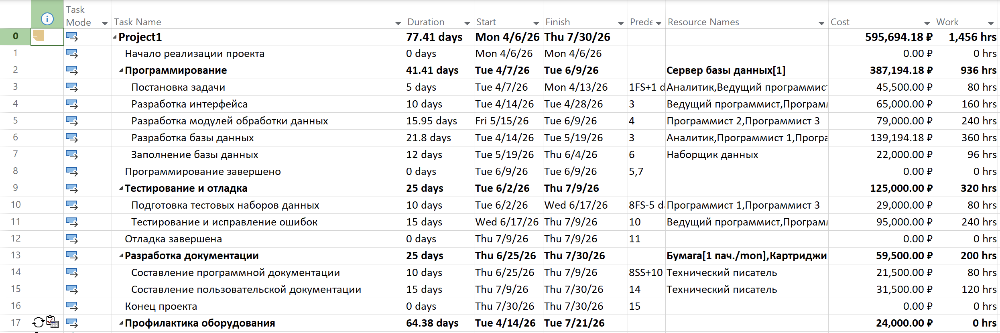 Task Mode Task Name Duration Start Finish Prede Resource Names Cost Work
0 Project1 77.41 days Mon 4/6/26 Thu 7/30/26 595,694.18 ₽ 1,456 hrs
1 Начало реализации проекта 0 days Mon 4/6/26 Mon 4/6/26 0.00 ₽ 0 hrs
2 Программирование 41.41 days Tue 4/7/26 Tue 6/9/26 Сервер базы данных[1] 387,194.18 ₽ 936 hrs
3 Постановка задачи 5 days Tue 4/7/26 Mon 4/13/26 1FS+1 d Аналитик,Ведущий программист 45,500.00 ₽ 80 hrs
4 Разработка интерфейса 10 days Tue 4/14/26 Tue 4/28/26 3 Ведущий программист,Програм 65,000.00 ₽ 160 hrs
5 Разработка модулей обработки данных 15.95 days Fri 5/15/26 Tue 6/9/26 4 Программист 2,Программист 3 79,000.00 ₽ 240 hrs
6 Разработка базы данных 21.8 days Tue 4/14/26 Tue 5/19/26 3 Аналитик,Программист 1,Програ 139,194.18 ₽ 360 hrs
7 Заполнение базы данных 12 days Tue 5/19/26 Thu 6/4/26 6 Наборщик данных 22,000.00 ₽ 96 hrs
8 Программирование завершено 0 days Tue 6/9/26 Tue 6/9/26 5,7 0.00 ₽ 0 hrs
9 Тестирование и отладка 25 days Tue 6/2/26 Thu 7/9/26 125,000.00 ₽ 320 hrs
10 Подготовка тестовых наборов данных 10 days Tue 6/2/26 Wed 6/17/26 8FS-5 d Программист 1,Программист 3 29,000.00 ₽ 80 hrs
11 Тестирование и исправление ошибок 15 days Wed 6/17/26 Thu 7/9/26 10 Ведущий программист,Програм 95,000.00 ₽ 240 hrs
12 Отладка завершена 0 days Thu 7/9/26 Thu 7/9/26 11 0.00 ₽ 0 hrs
13 Разработка документации 25 days Thu 6/25/26 Thu 7/30/26 Бумага[1 пач./mon],Картриджи 59,500.00 ₽ 200 hrs
14 Составление программной документации 10 days Thu 6/25/26 Thu 7/9/26 8SS+10 Технический писатель 21,500.00 ₽ 80 hrs
15 Составление пользовательской документации 15 days Thu 7/9/26 Thu 7/30/26 14 Технический писатель 31,500.00 ₽ 120 hrs
16 Конец проекта 0 days Thu 7/30/26 Thu 7/30/26 15 0.00 ₽ 0 hrs
17 Профилактика оборудования 64.38 days Tue 4/14/26 Tue 7/21/26 24,000.00 ₽ 0 hrs